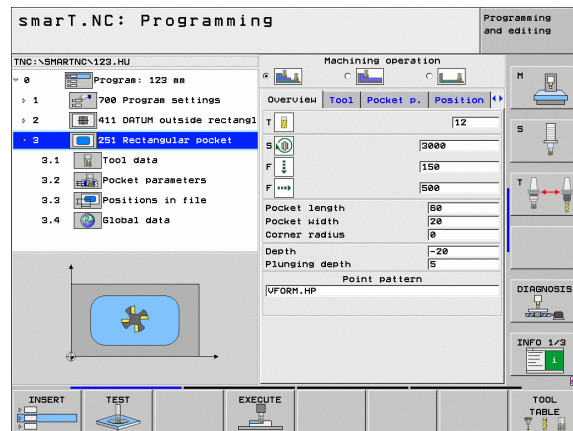 smarT.NC: Programming
Programming and editing
TNC:\SMARTNC\123.HU
0 Program: 123 mm
1 700 Program settings
2 411 DATUM outside rectangl
3 251 Rectangular pocket
3.1 Tool data
3.2 Pocket parameters
3.3 Positions in file
3.4 Global data
Machining operation
Overview Tool Pocket p. Position
T 12
S 3000
F 150
F 500
Pocket length 60
Pocket width 20
Corner radius 0
Depth -20
Plunging depth 5
Point pattern
VFORM.HP
M
S
T
DIAGNOSIS
INFO 1/3
INSERT
TEST
EXECUTE
TOOL TABLE